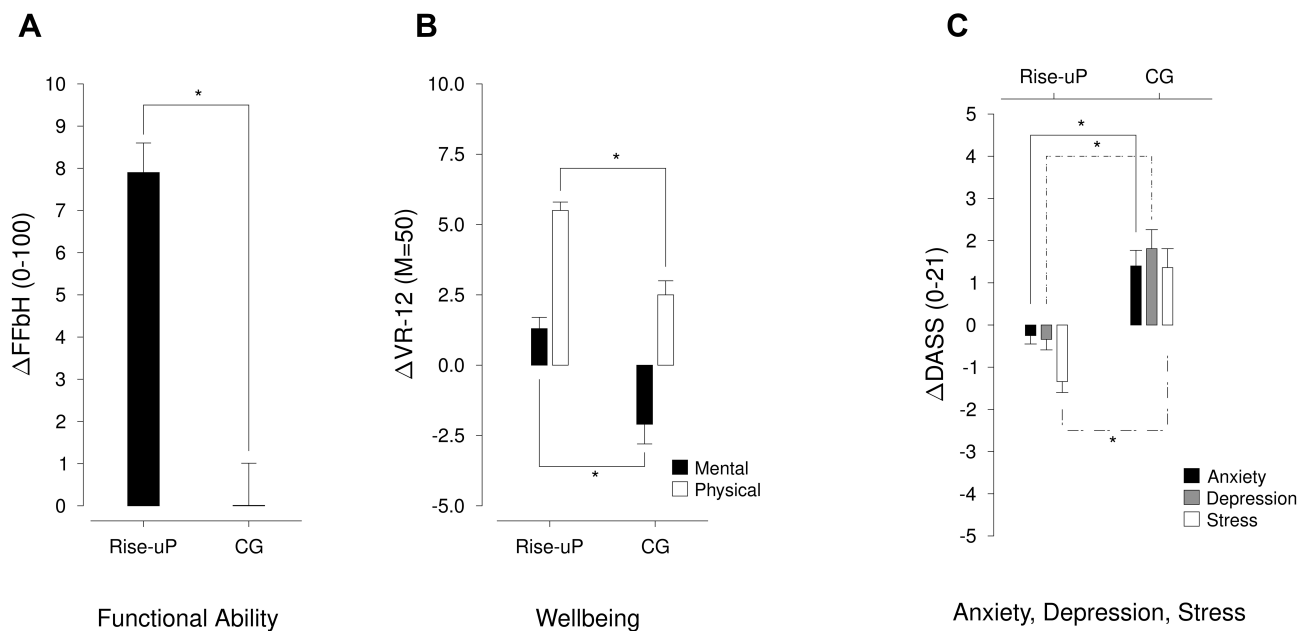 A
10
9
8
7
6
5
4
3
2
1
0
ΔFFbH (0-100)
*
Rise-uP CG
Functional Ability
B
10.0
7.5
5.0
2.5
0.0
-2.5
-5.0
ΔVR-12 (M=50)
*
*
Mental
Physical
Rise-uP CG
Wellbeing
C
Rise-uP CG
5
4
3
2
1
0
-1
-2
-3
-4
-5
ΔDASS (0-21)
*
*
*
Anxiety
Depression
Stress
Anxiety, Depression, Stress